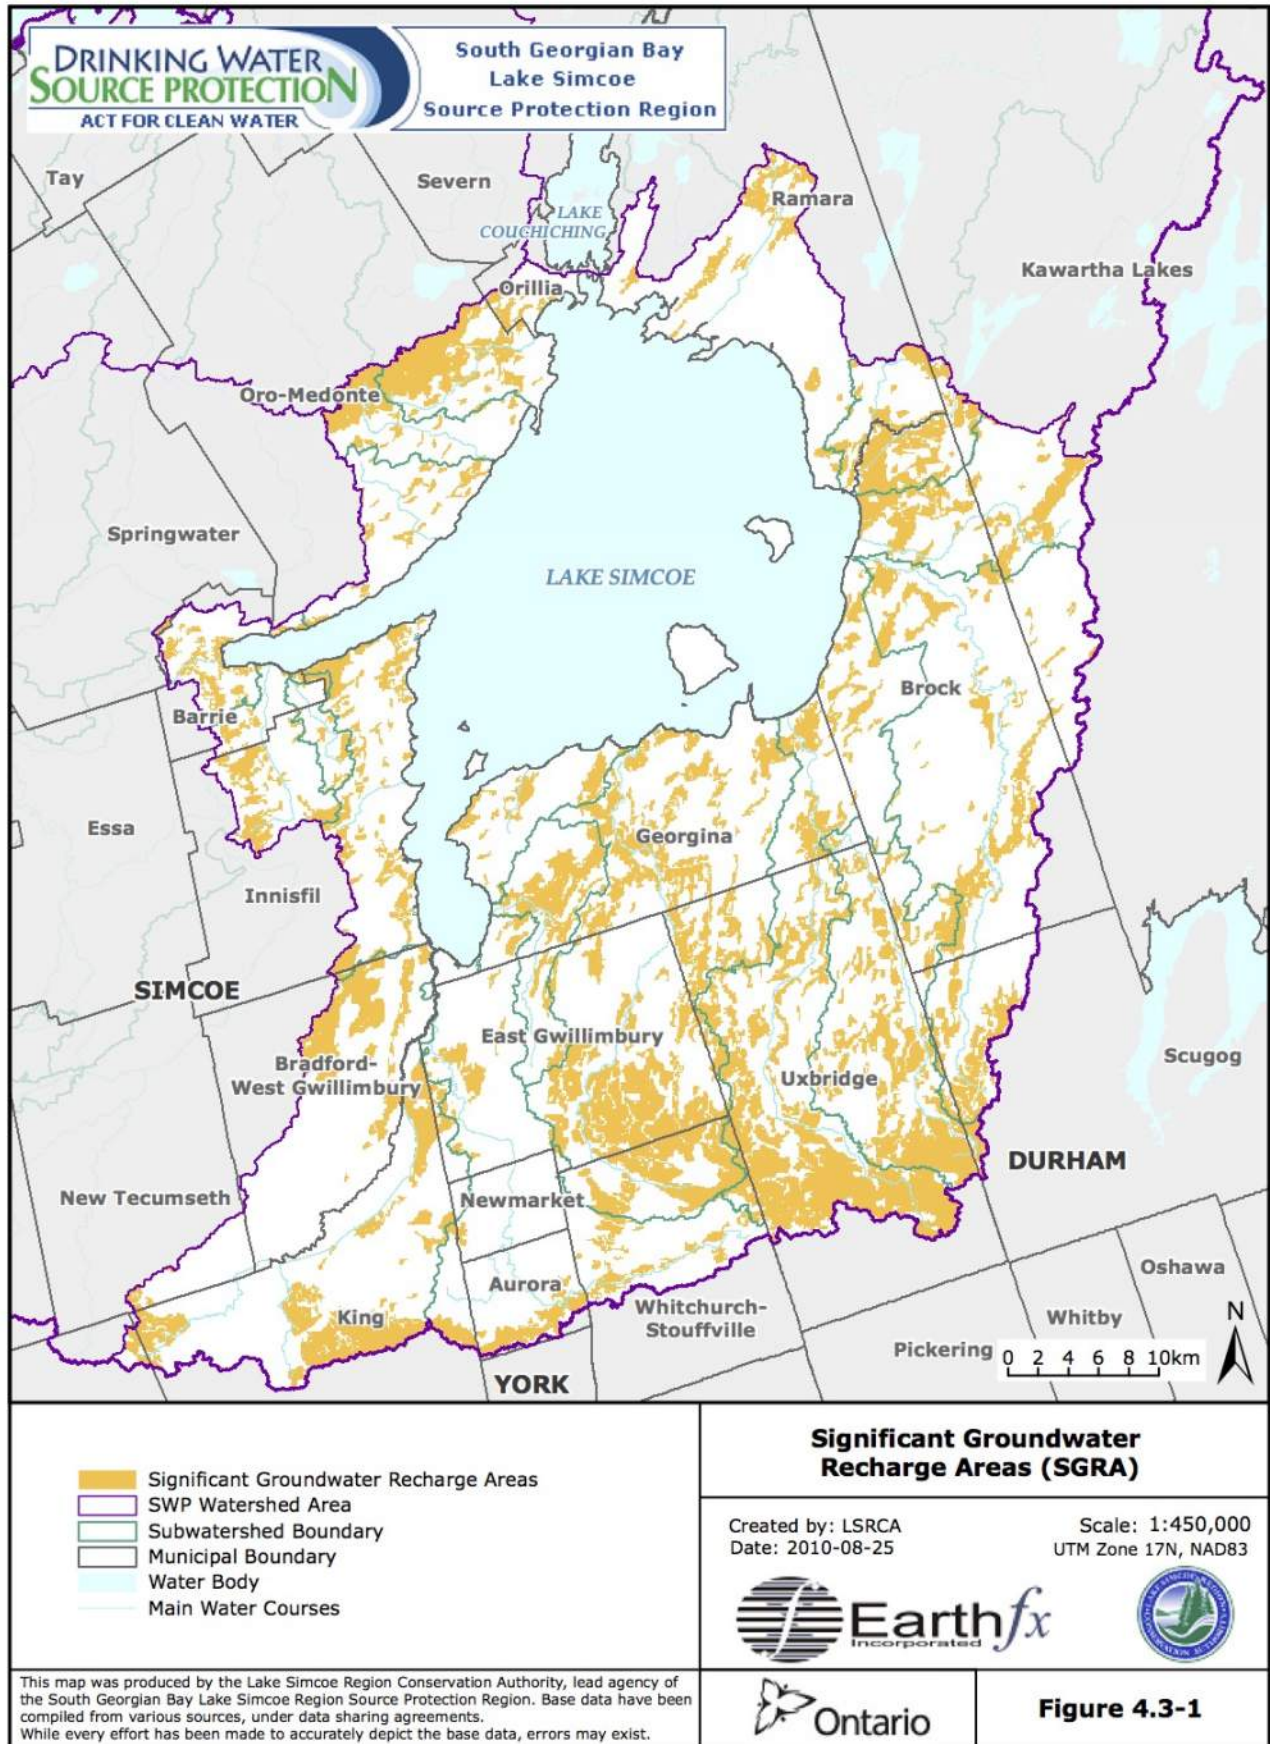 DRINKING WATER
SOURCE PROTECTION
ACT FOR CLEAN WATER
South Georgian Bay
Lake Simcoe
Source Protection Region
Tay
Severn
Ramara
LAKE
COUCHICHING
Kawartha Lakes
Orillia
Oro-Medonte
Springwater
LAKE SIMCOE
Brock
Barrie
Essa
Georgina
Innisfil
SIMCOE
East Gwillimbury
Bradford-
West Gwillimbury
Uxbridge
Scugog
DURHAM
New Tecumseth
Newmarket
Aurora
Oshawa
King
Whitchurch-
Stouffville
Whitby
Pickering
N
0 2 4 6 8 10km
YORK
Significant Groundwater Recharge Areas
SWP Watershed Area
Subwatershed Boundary
Municipal Boundary
Water Body
Main Water Courses
Significant Groundwater
Recharge Areas (SGRA)
Created by: LSRCA
Date: 2010-08-25
Scale: 1:450,000
UTM Zone 17N, NAD83
Earthfx
Incorporated
This map was produced by the Lake Simcoe Region Conservation Authority, lead agency of
the South Georgian Bay Lake Simcoe Region Source Protection Region. Base data have been
compiled from various sources, under data sharing agreements.
While every effort has been made to accurately depict the base data, errors may exist.
Ontario
Figure 4.3-1